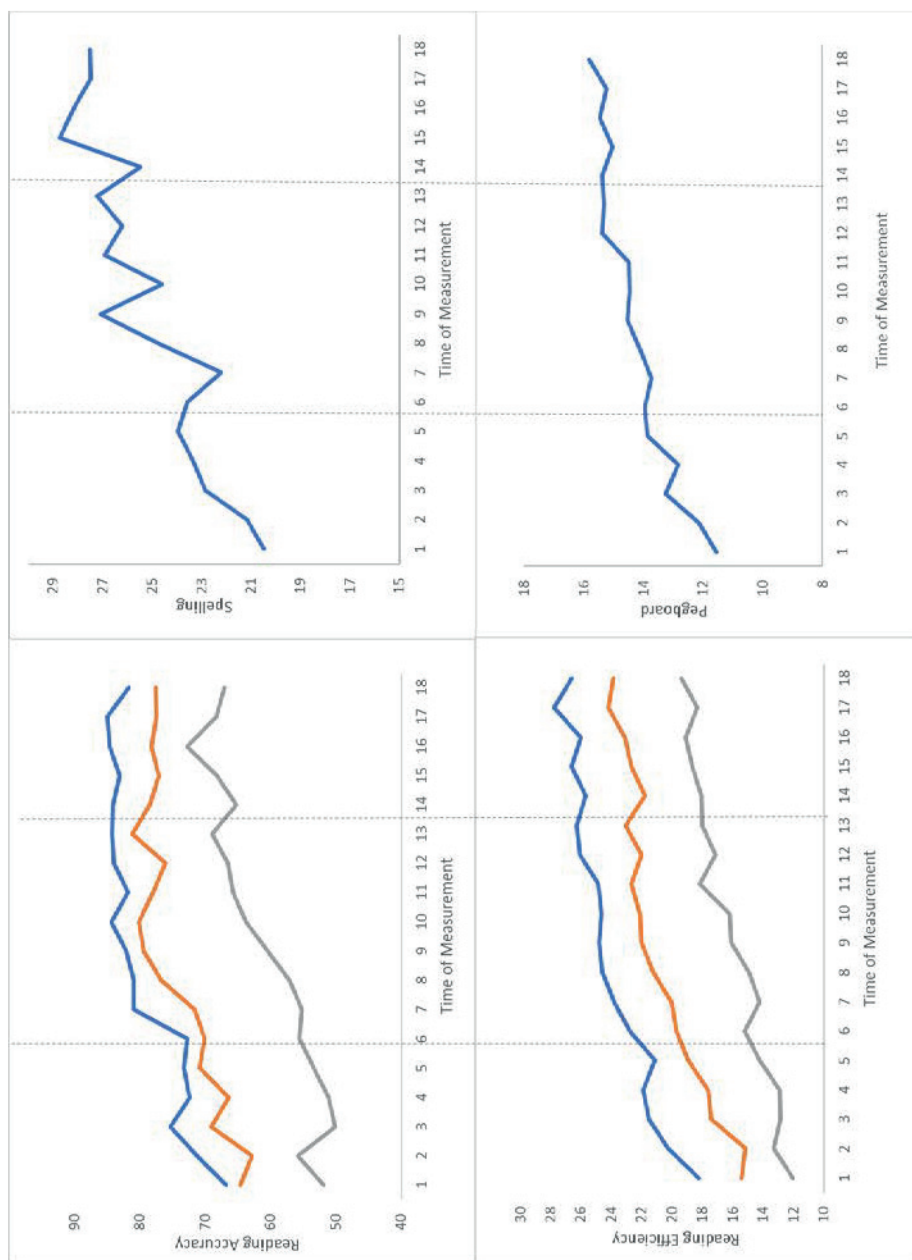 Reading Accuracy
90
80
70
60
50
40
1 2 3 4 5 6 7 8 9 10 11 12 13 14 15 16 17 18
Time of Measurement
Spelling
29
27
25
23
21
19
17
15
1 2 3 4 5 6 7 8 9 10 11 12 13 14 15 16 17 18
Time of Measurement
Reading Efficiency
30
28
26
24
22
20
18
16
14
12
10
1 2 3 4 5 6 7 8 9 10 11 12 13 14 15 16 17 18
Time of Measurement
Pegboard
18
16
14
12
10
8
1 2 3 4 5 6 7 8 9 10 11 12 13 14 15 16 17 18
Time of Measurement